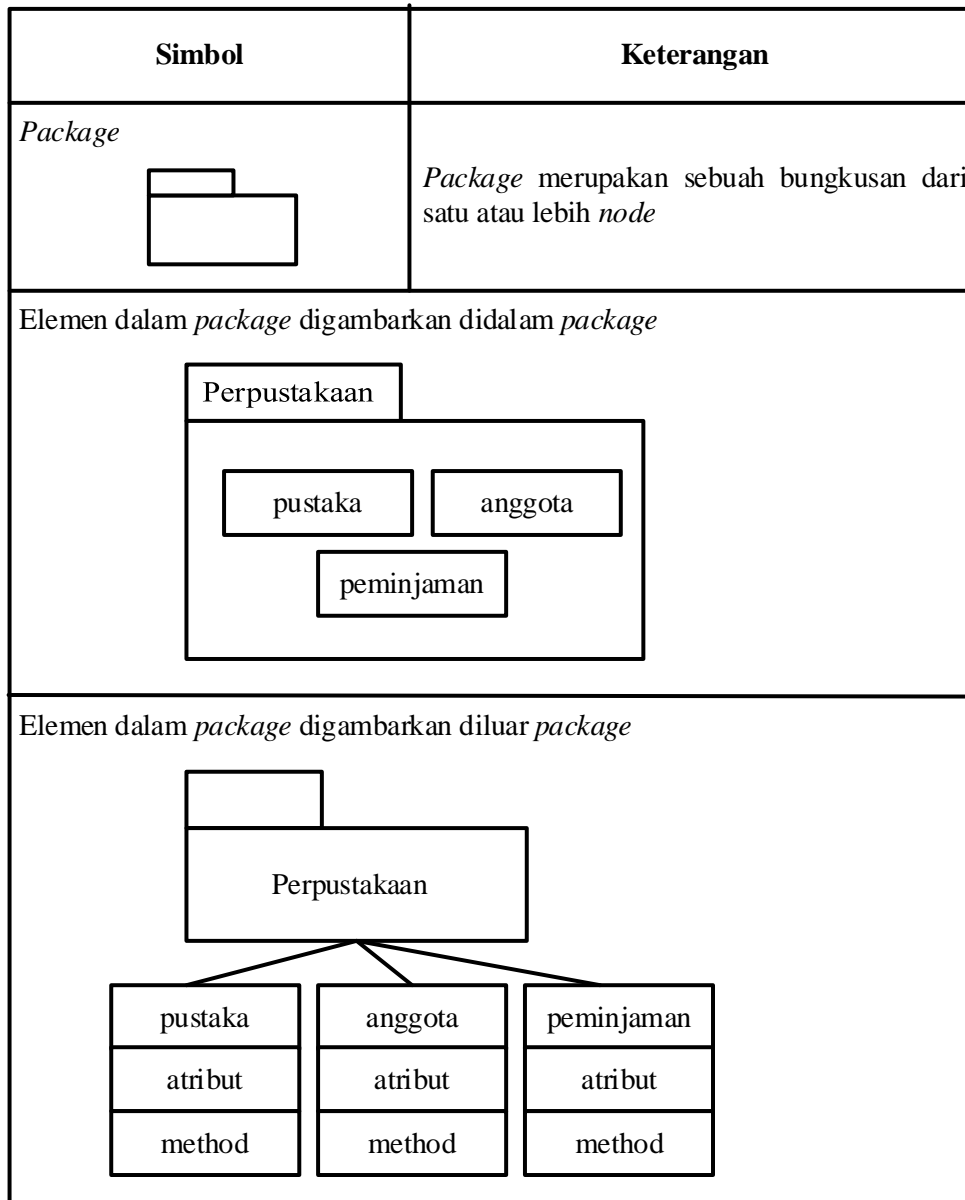 Simbol
Keterangan
Package
Package merupakan sebuah bungkusan dari
satu atau lebih node
Elemen dalam package digambarkan didalam package
Perpustakaan
pustaka
anggota
peminjaman
Elemen dalam package digambarkan diluar package
Perpustakaan
pustaka
anggota
peminjaman
atribut
atribut
atribut
method
method
method